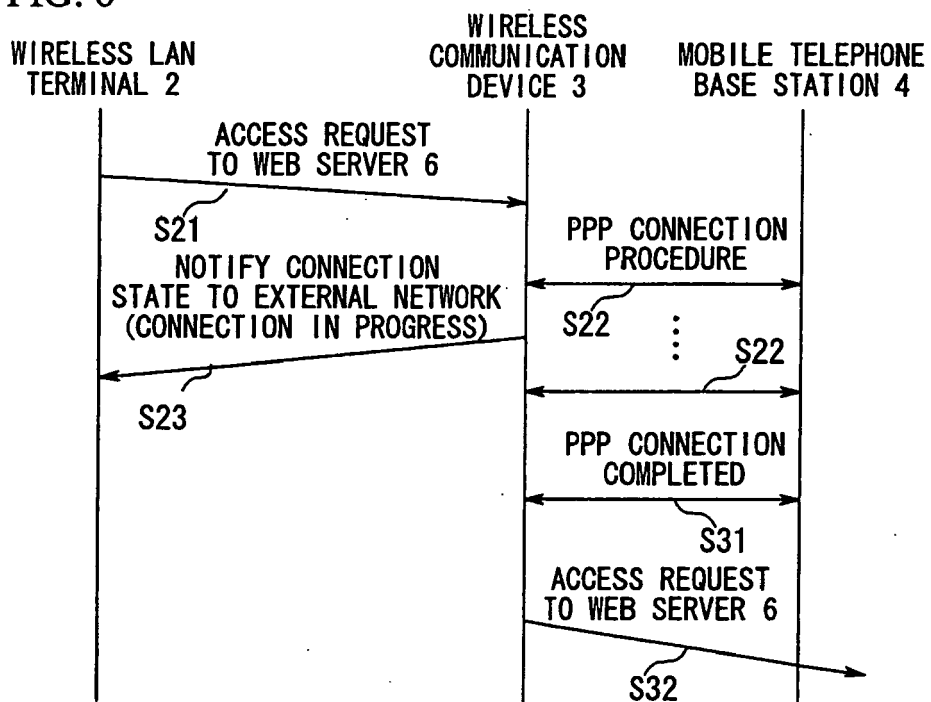 WIRELESS LAN
TERMINAL 2
WIRELESS
COMMUNICATION
DEVICE 3
MOBILE TELEPHONE
BASE STATION 4
ACCESS REQUEST
TO WEB SERVER 6
S21
PPP CONNECTION
PROCEDURE
S22
NOTIFY CONNECTION
STATE TO EXTERNAL NETWORK
(CONNECTION IN PROGRESS)
S23
S22
PPP CONNECTION
COMPLETED
S31
ACCESS REQUEST
TO WEB SERVER 6
S32